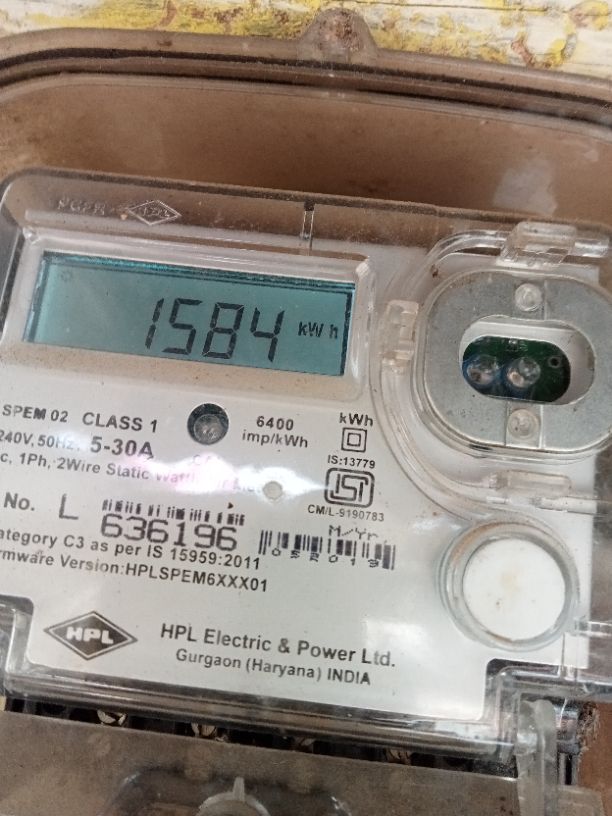 1584 kWh
SPEM 02 CLASS 1
240V, 50Hz, 5-30A
6400
imp/kWh
kWh
1Ph, 2Wire Static
IS:13779
ISI
CM/L-9190783
No. L 636196
M/Yr
052019
ategory C3 as per IS 15959:2011
rmware Version:HPLSPEM6XXX01
HPL
HPL Electric & Power Ltd.
Gurgaon (Haryana) INDIA